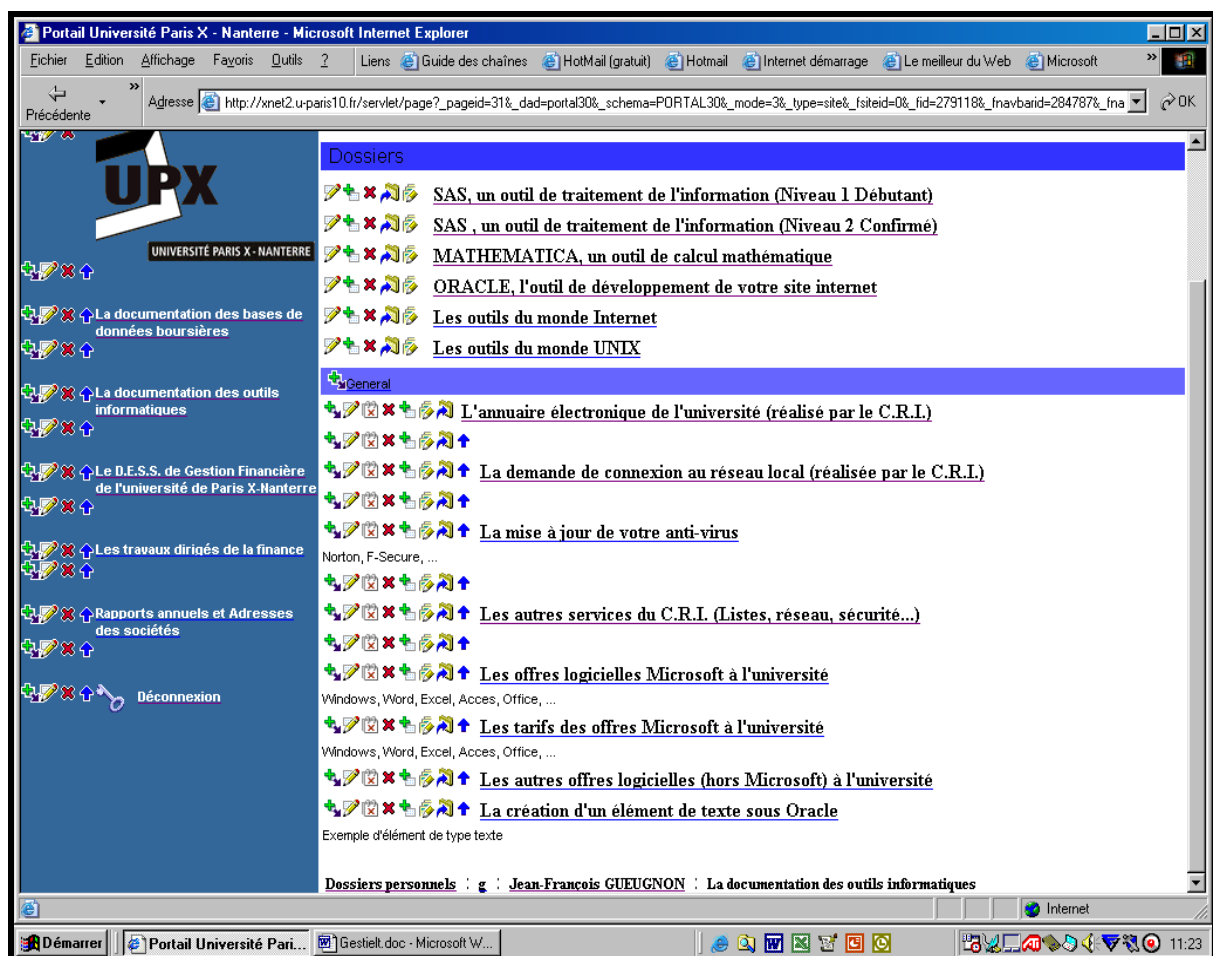 Portail Université Paris X - Nanterre - Microsoft Internet Explorer
Fichier Edition Affichage Favoris Outils ? Liens Guide des chaînes HotMail (gratuit) Hotmail Internet démarrage Le meilleur du Web Microsoft »
Précédente » Adresse http://xnet2.u-paris10.fr/servlet/page?_pageid=31&_dad=portal30&_schema=PORTAL30&_mode=3&_type=site&_fsiteid=0&_fid=279118&_fnavbarid=284787&_fna OK
UPX
UNIVERSITÉ PARIS X - NANTERRE
La documentation des bases de
données boursières
La documentation des outils
informatiques
Le D.E.S.S. de Gestion Financière
de l'université de Paris X-Nanterre
Les travaux dirigés de la finance
Rapports annuels et Adresses
des sociétés
Déconnexion
Dossiers
SAS, un outil de traitement de l'information (Niveau 1 Débutant)
SAS , un outil de traitement de l'information (Niveau 2 Confirmé)
MATHEMATICA, un outil de calcul mathématique
ORACLE, l'outil de développement de votre site internet
Les outils du monde Internet
Les outils du monde UNIX
General
L'annuaire électronique de l'université (réalisé par le C.R.I.)
La demande de connexion au réseau local (réalisée par le C.R.I.)
La mise à jour de votre anti-virus
Norton, F-Secure, ...
Les autres services du C.R.I. (Listes, réseau, sécurité...)
Les offres logicielles Microsoft à l'université
Windows, Word, Excel, Acces, Office, ...
Les tarifs des offres Microsoft à l'université
Windows, Word, Excel, Acces, Office, ...
Les autres offres logicielles (hors Microsoft) à l'université
La création d'un élément de texte sous Oracle
Exemple d'élément de type texte
Dossiers personnels : g : Jean-François GUEUGNON : La documentation des outils informatiques
Internet
Démarrer Portail Université Pari... Gestielt.doc - Microsoft W... 11:23